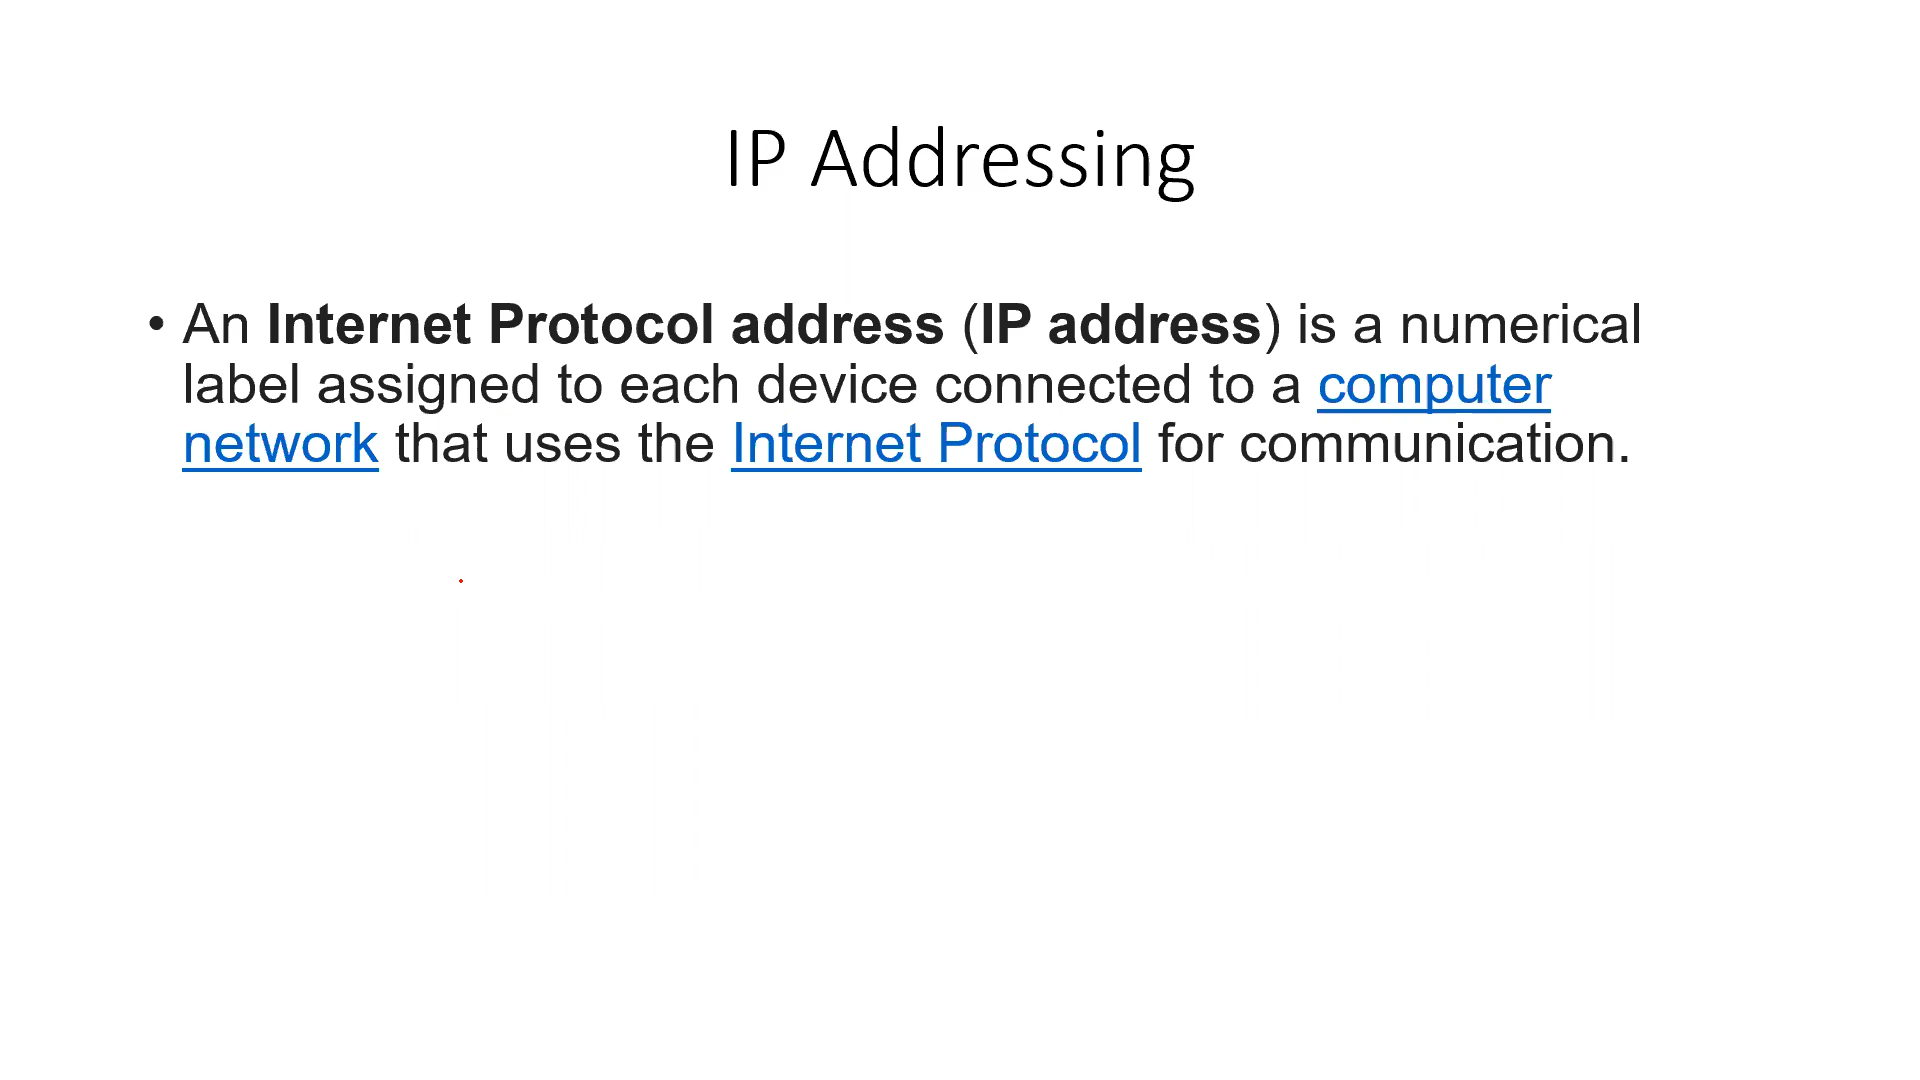 IP Addressing
• An Internet Protocol address (IP address) is a numerical
label assigned to each device connected to a computer
network that uses the Internet Protocol for communication.